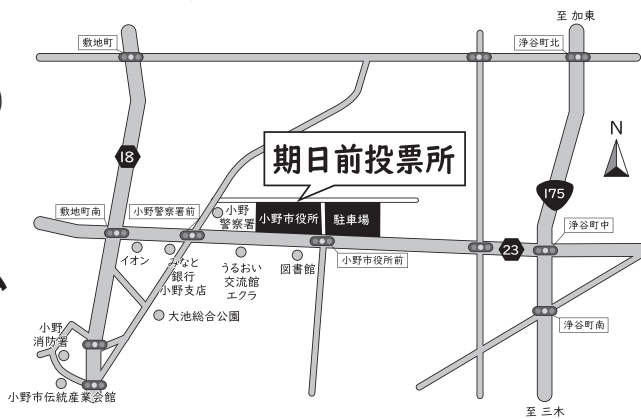 至 加東
敷地町
浄谷町北
18
期日前投票所
N
175
敷地町南
小野警察署前
小野
警察署
小野市役所
駐車場
浄谷町中
23
イオン
みなと
銀行
小野支店
うるおい
交流館
エクラ
図書館
小野市役所前
大池総合公園
浄谷町南
小野
消防署
小野市伝統産業会館
至 三木